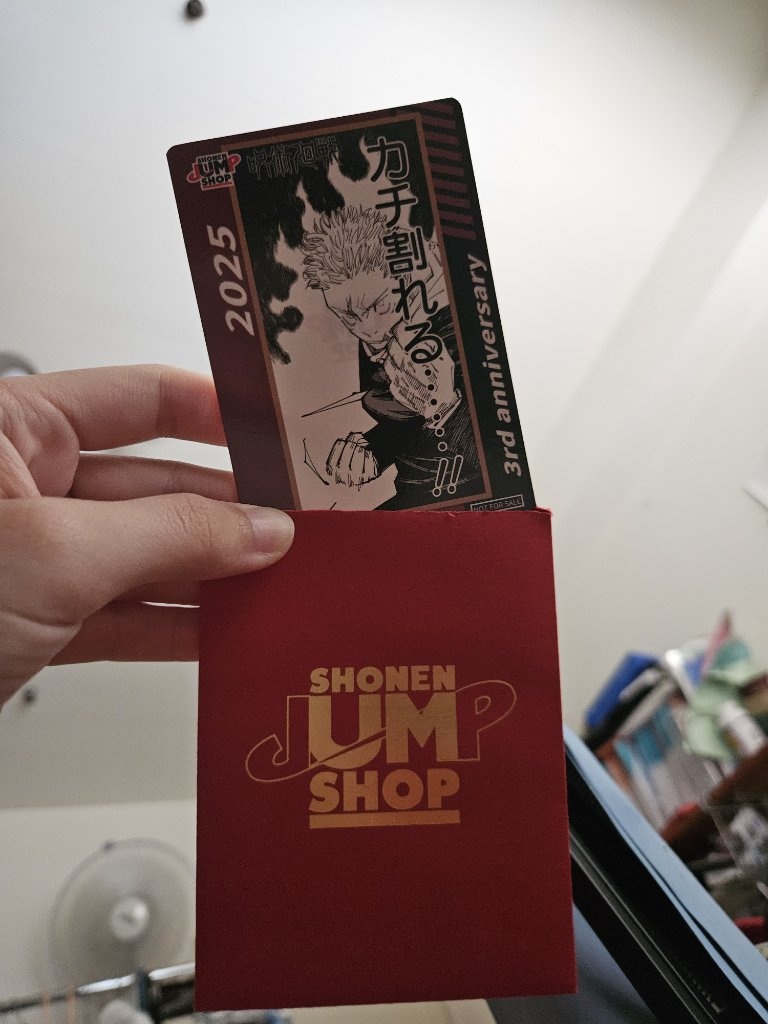 SHONEN
JUMP
SHOP
呪術廻戦
カチ割れる……!!
2025
3rd anniversary
NOT FOR SALE
SHONEN
JUMP
SHOP